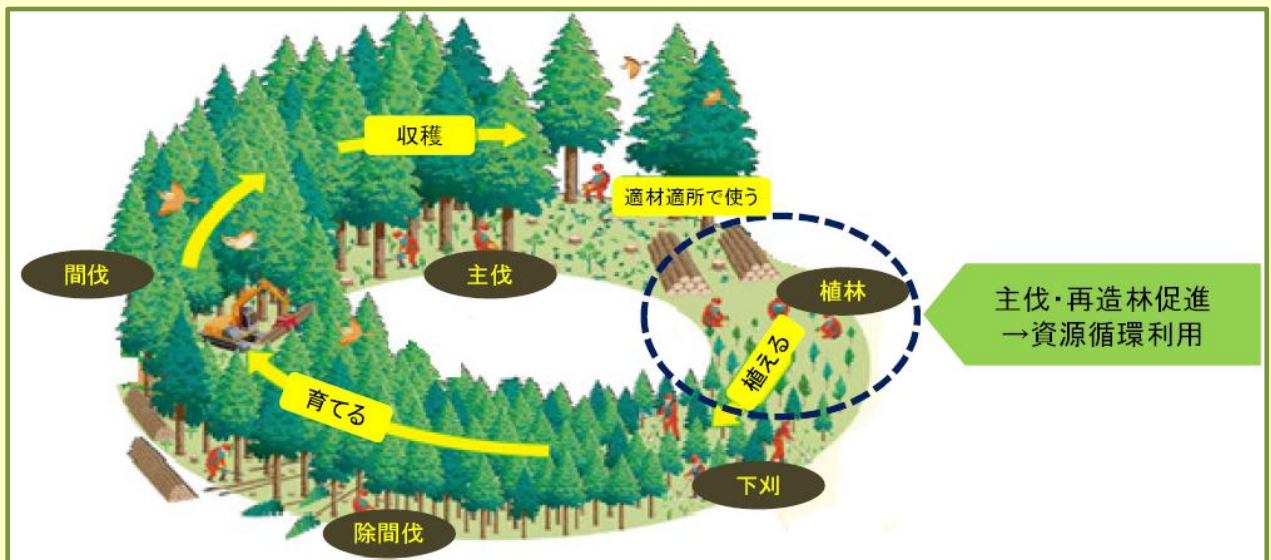 収穫
適材適所で使う
間伐
主伐
植林
主伐・再造林促進
→資源循環利用
植える
育てる
下刈
除間伐